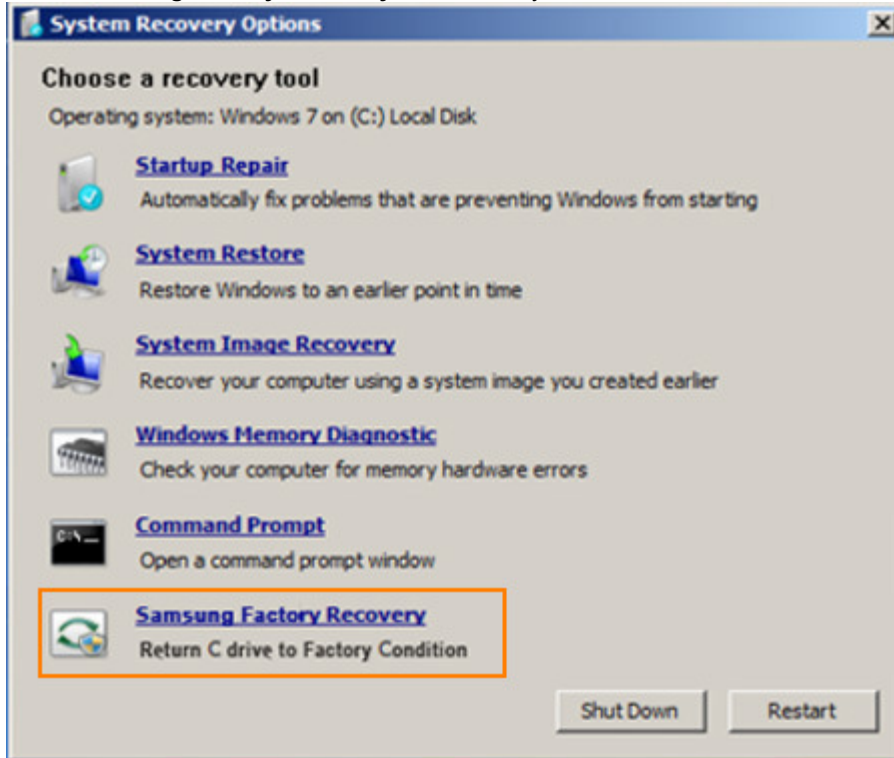 System Recovery Options
Choose a recovery tool
Operating system: Windows 7 on (C:) Local Disk
Startup Repair
Automatically fix problems that are preventing Windows from starting
System Restore
Restore Windows to an earlier point in time
System Image Recovery
Recover your computer using a system image you created earlier
Windows Memory Diagnostic
Check your computer for memory hardware errors
C:\_
Command Prompt
Open a command prompt window
Samsung Factory Recovery
Return C drive to Factory Condition
Shut Down Restart